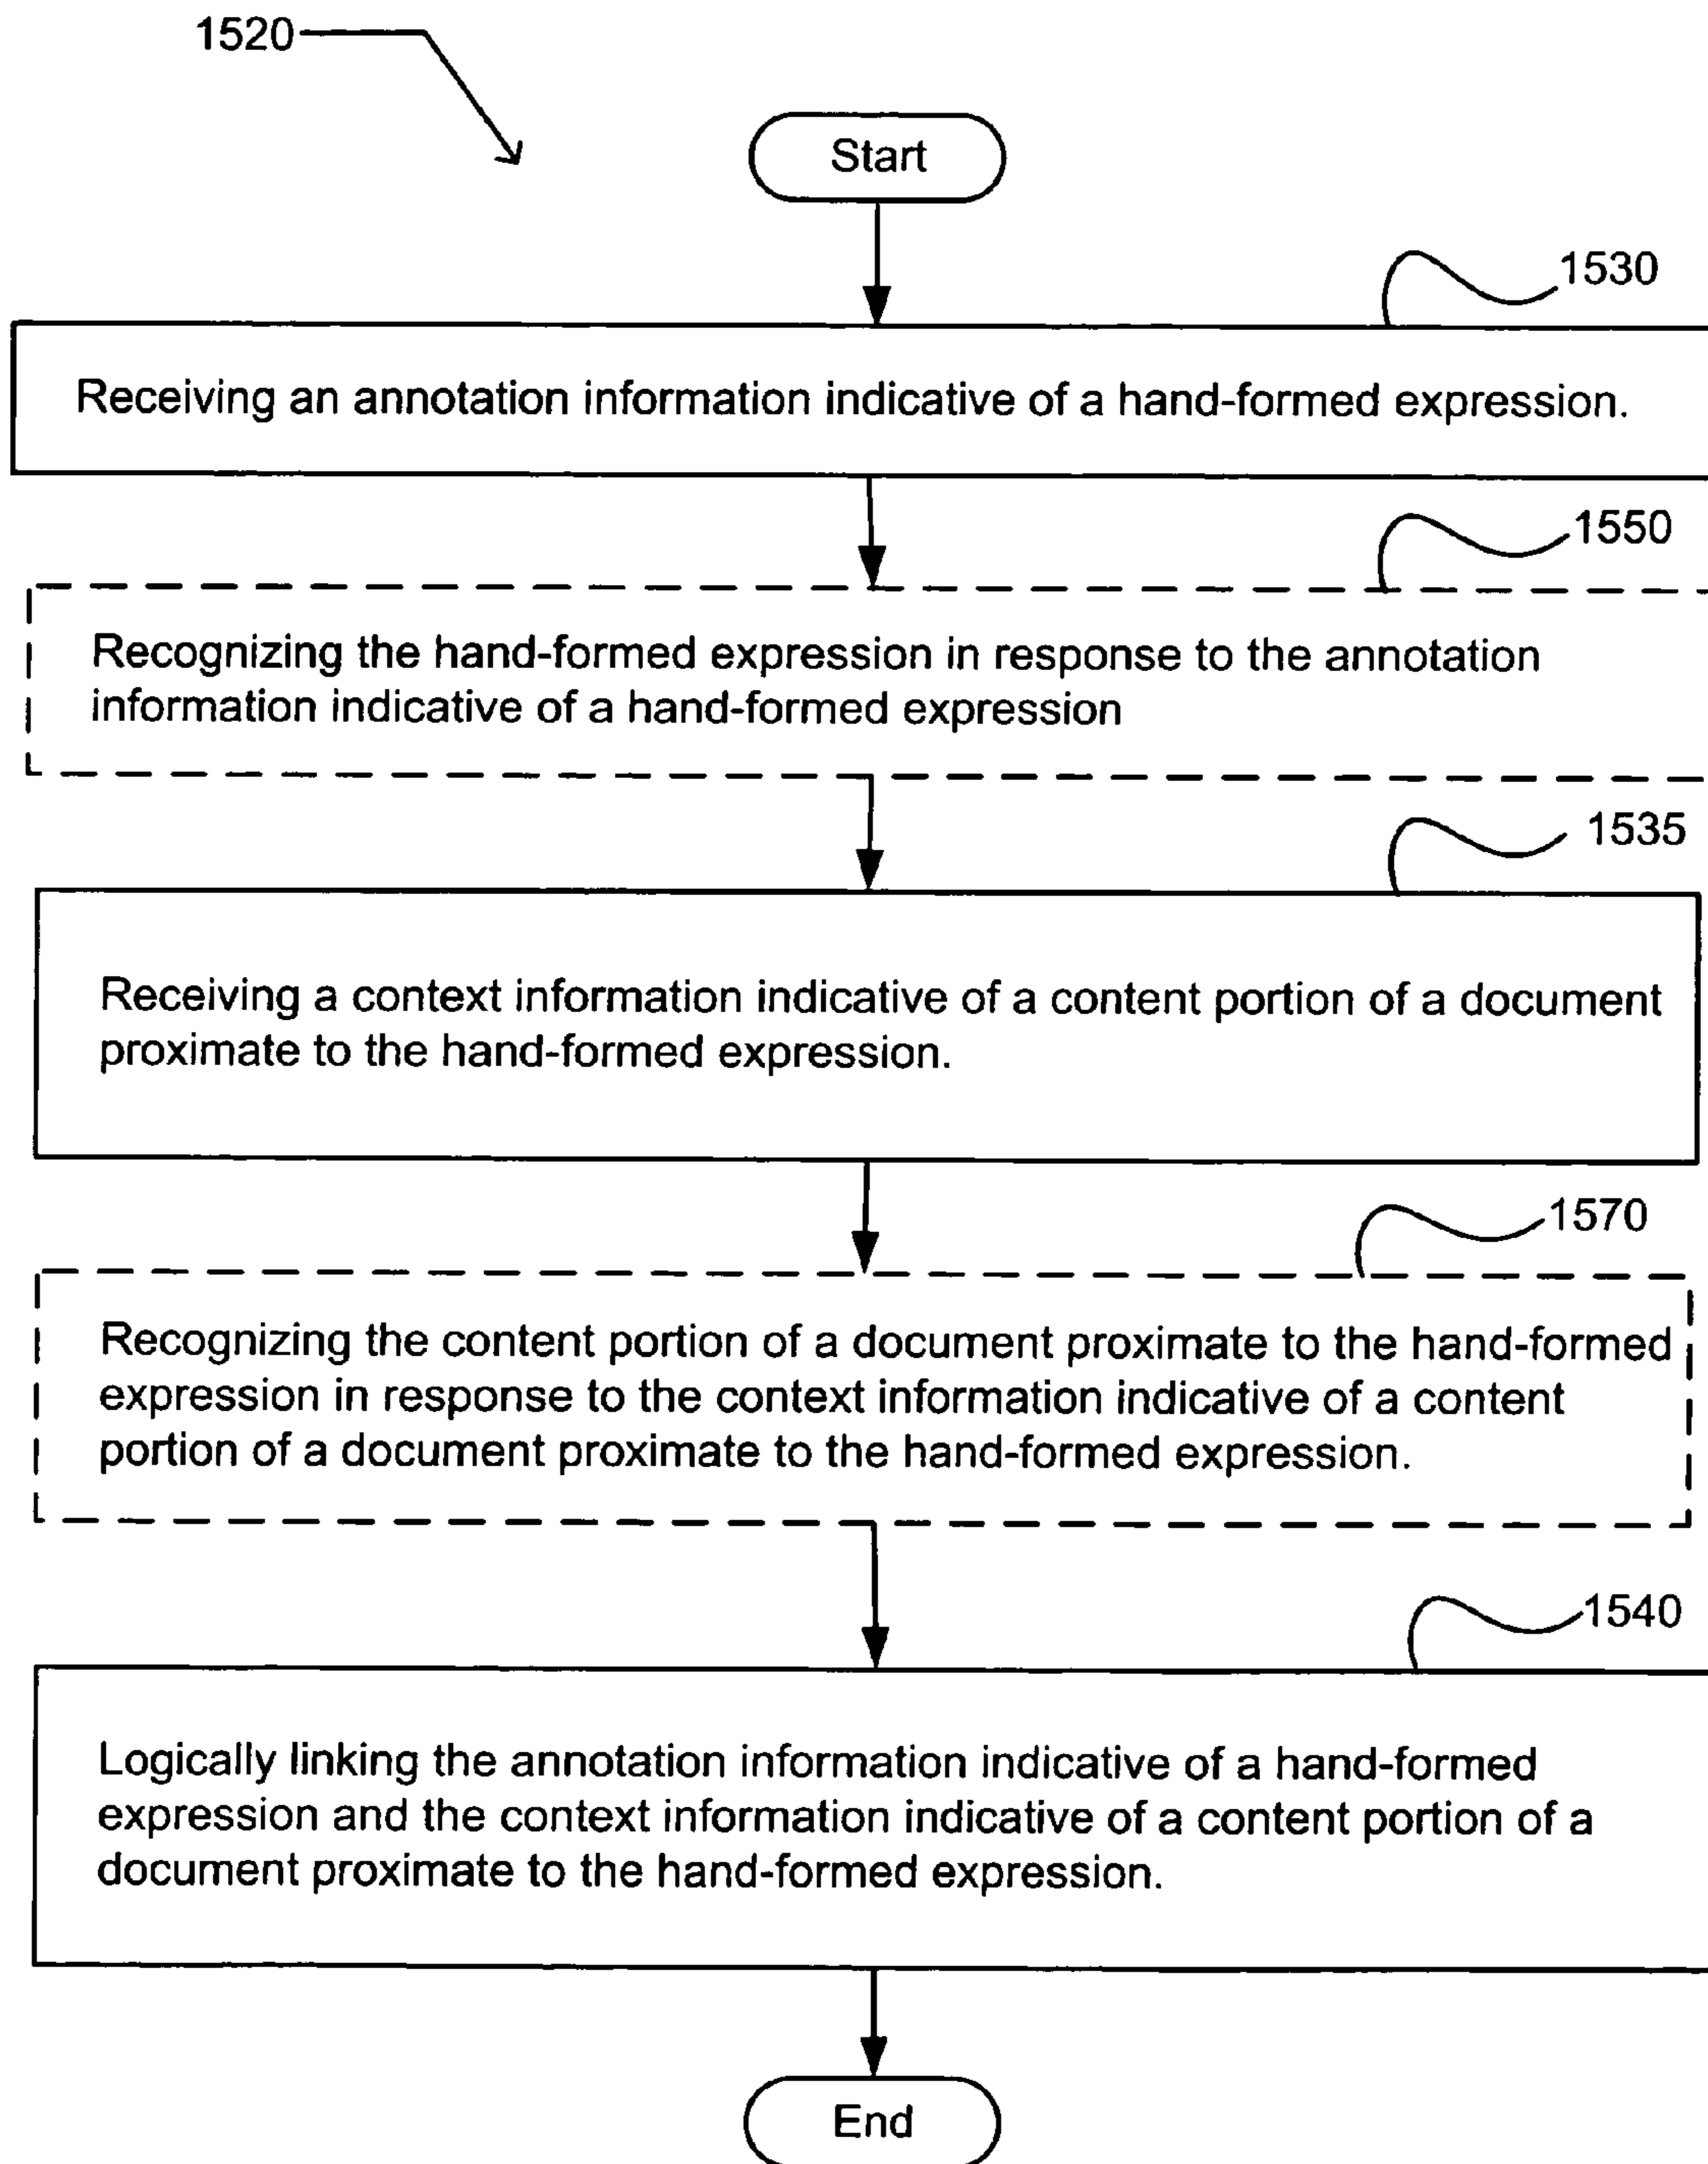 1520
Start
1530
Receiving an annotation information indicative of a hand-formed expression.
1550
Recognizing the hand-formed expression in response to the annotation
information indicative of a hand-formed expression
1535
Receiving a context information indicative of a content portion of a document
proximate to the hand-formed expression.
1570
Recognizing the content portion of a document proximate to the hand-formed
expression in response to the context information indicative of a content
portion of a document proximate to the hand-formed expression.
1540
Logically linking the annotation information indicative of a hand-formed
expression and the context information indicative of a content portion of a
document proximate to the hand-formed expression.
End